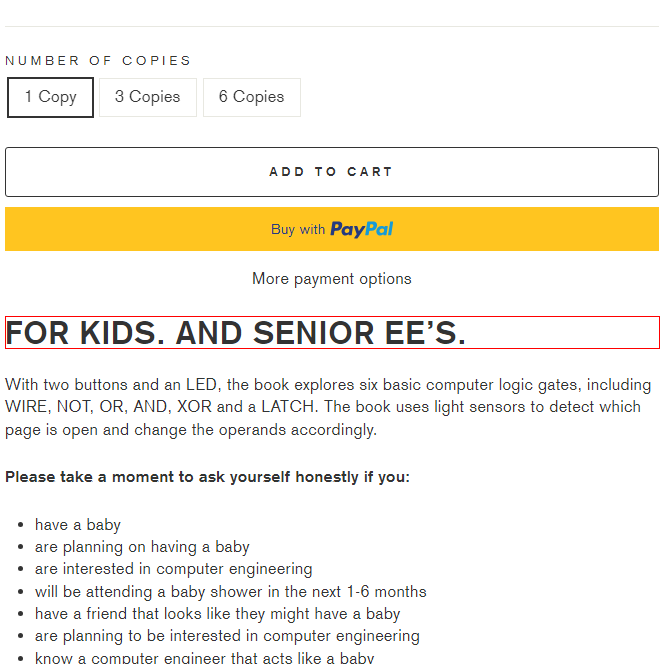 NUMBER OF COPIES
1 Copy 3 Copies 6 Copies
ADD TO CART
Buy with PayPal
More payment options
FOR KIDS. AND SENIOR EE’S.
With two buttons and an LED, the book explores six basic computer logic gates, including
WIRE, NOT, OR, AND, XOR and a LATCH. The book uses light sensors to detect which
page is open and change the operands accordingly.
Please take a moment to ask yourself honestly if you:
• have a baby
• are planning on having a baby
• are interested in computer engineering
• will be attending a baby shower in the next 1-6 months
• have a friend that looks like they might have a baby
• are planning to be interested in computer engineering
• know a computer engineer that acts like a baby